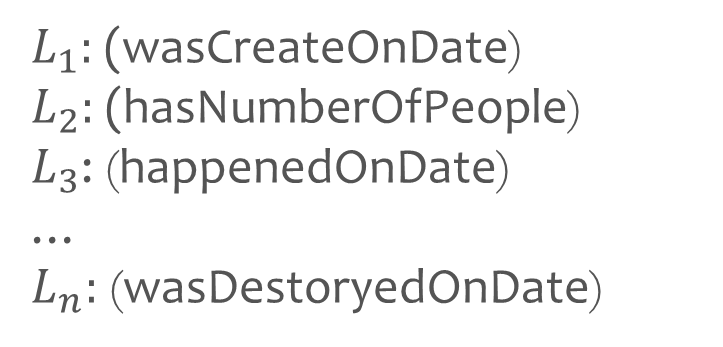 L₁: (wasCreateOnDate)
L₂: (hasNumberOfPeople)
L₃: (happenedOnDate)
...
Lₙ: (wasDestoryedOnDate)